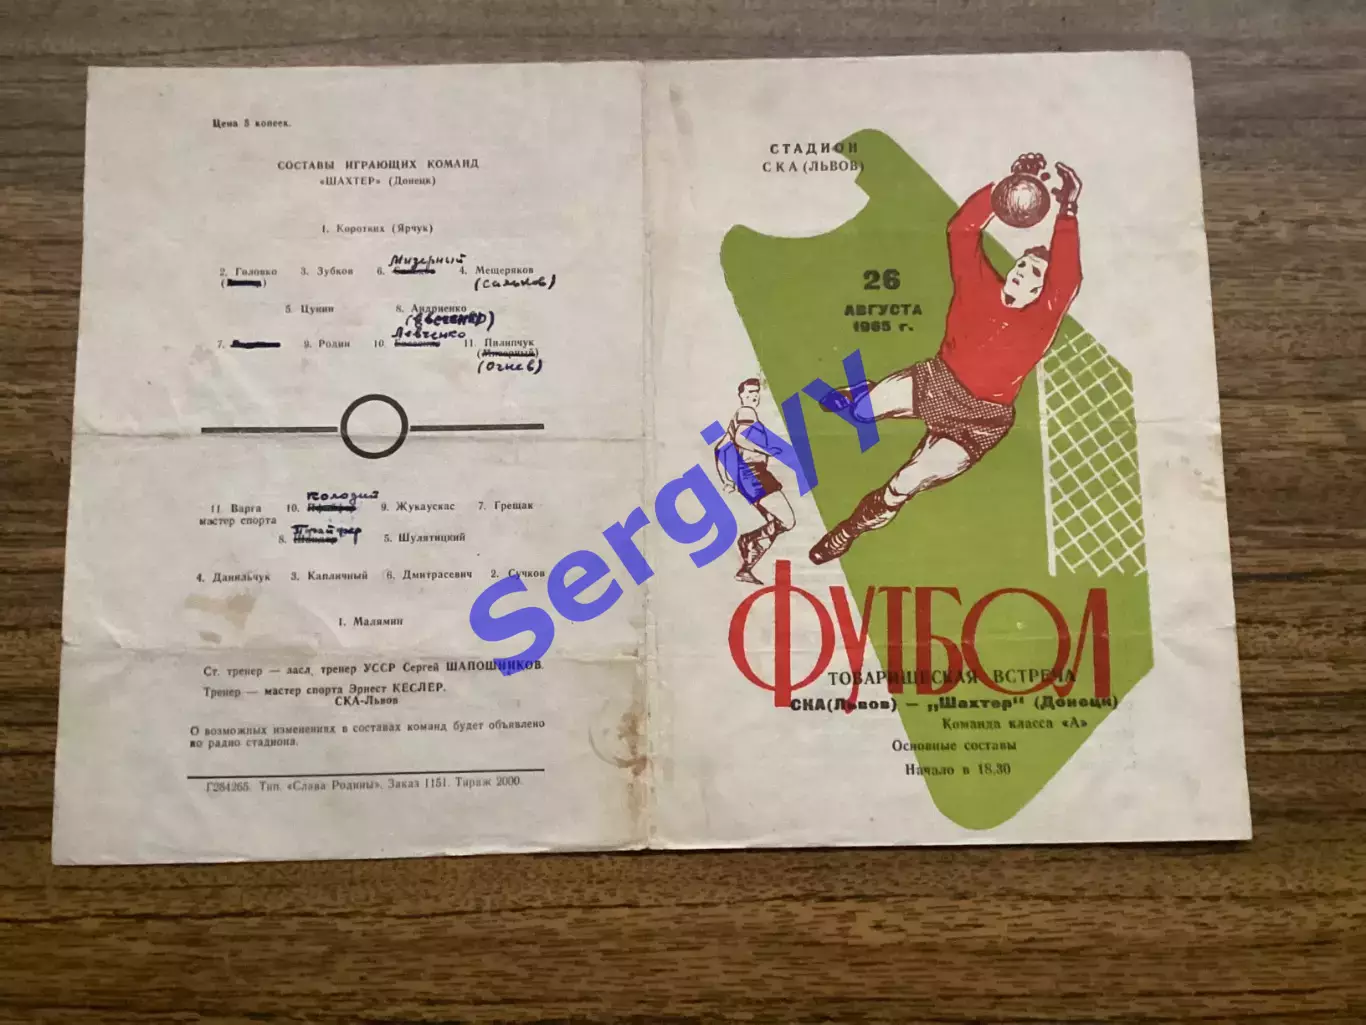 Цена 5 копеек.
СОСТАВЫ ИГРАЮЩИХ КОМАНД
«ШАХТЕР» (Донецк)
1. Коротких (Ярчук)
Мизерный
2. Головко 3. Зубков 6. 4. Мещеряков
(сальков)
5. Цунин 8. Андриенко
(Авегенер)
Левченко
7. 9. Родин 10. 11. Пилипчук
(Мизерный)
(Огнев)
Колодий
11. Варга 10. 9. Жукаускас 7. Грещак
мастер спорта
Прайфер
8. 5. Шулятицкий
4. Данильчук 3. Капличный 6. Дмитрасевич 2. Сучков
1. Малямин
Ст. тренер — засл. тренер УССР Сергей ШАПОШНИКОВ.
Тренер — мастер спорта Эрнест КЕСЛЕР.
СКА-Львов
О возможных изменениях в составах команд будет объявлено
по радио стадиона.
Г284265. Тип. «Слава Родины». Заказ 1151. Тираж 2000.
СТАДИОН
СКА (ЛЬВОВ)
26
АВГУСТА
1965 г.
ФУТБОЛ
ТОВАРИЩЕСКАЯ ВСТРЕЧА
СКА(Львов) — „Шахтер" (Донецк)
Команда класса «А»
Основные составы
Начало в 18.30
SergiyY